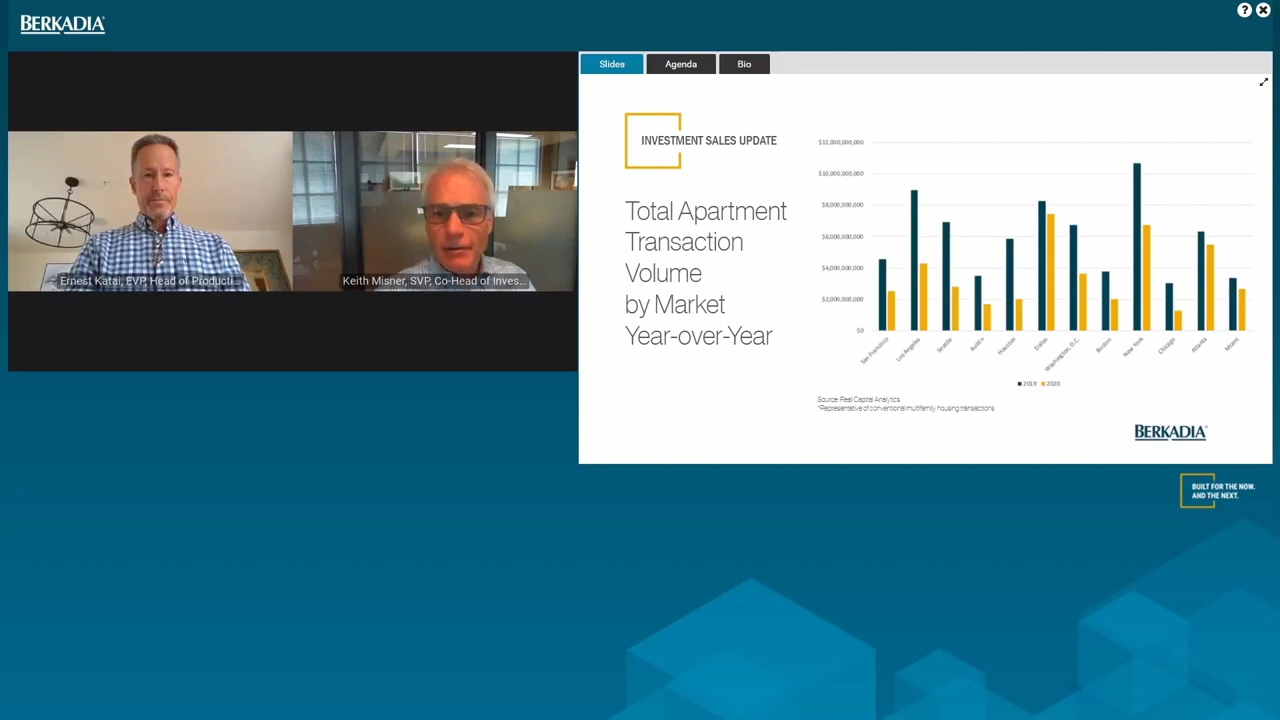 BERKADIA
?
Slides
Agenda
Bio
Ernest Katai, EVP, Head of Producti...
Keith Misner, SVP, Co-Head of Inves...
INVESTMENT SALES UPDATE
Total Apartment
Transaction
Volume
by Market
Year-over-Year
$12,000,000,000
$10,000,000,000
$8,000,000,000
$6,000,000,000
$4,000,000,000
$2,000,000,000
$0
San Francisco
Los Angeles
Seattle
Austin
Houston
Dallas
Washington, D.C.
Boston
New York
Chicago
Atlanta
Miami
2019 2020
Source: Real Capital Analytics
*Representative of conventional multifamily housing transactions
BERKADIA
BUILT FOR THE NOW.
AND THE NEXT.